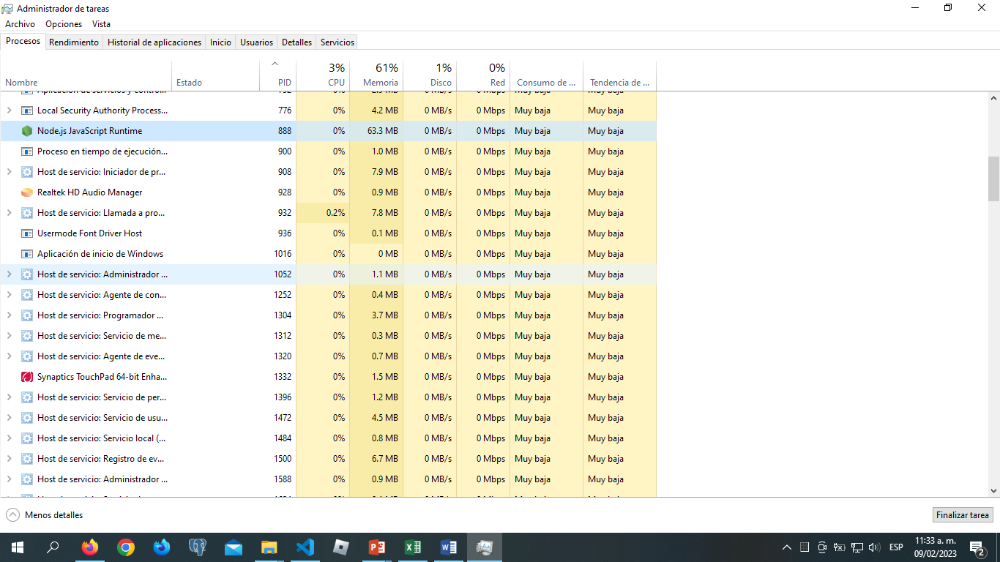 Administrador de tareas
Archivo Opciones Vista
Procesos Rendimiento Historial de aplicaciones Inicio Usuarios Detalles Servicios
3% 61% 1% 0%
Nombre Estado PID CPU Memoria Disco Red Consumo de ... Tendencia de ...
Aplicación de servicios y contro...
Local Security Authority Process... 776 0% 4.2 MB 0 MB/s 0 Mbps Muy baja Muy baja
Node.js JavaScript Runtime 888 0% 63.3 MB 0 MB/s 0 Mbps Muy baja Muy baja
Proceso en tiempo de ejecución... 900 0% 1.0 MB 0 MB/s 0 Mbps Muy baja Muy baja
Host de servicio: Iniciador de pr... 908 0% 7.9 MB 0 MB/s 0 Mbps Muy baja Muy baja
Realtek HD Audio Manager 928 0% 0.9 MB 0 MB/s 0 Mbps Muy baja Muy baja
Host de servicio: Llamada a pro... 932 0.2% 7.8 MB 0 MB/s 0 Mbps Muy baja Muy baja
Usermode Font Driver Host 936 0% 0.1 MB 0 MB/s 0 Mbps Muy baja Muy baja
Aplicación de inicio de Windows 1016 0% 0 MB 0 MB/s 0 Mbps Muy baja Muy baja
Host de servicio: Administrador ... 1052 0% 1.1 MB 0 MB/s 0 Mbps Muy baja Muy baja
Host de servicio: Agente de con... 1252 0% 0.4 MB 0 MB/s 0 Mbps Muy baja Muy baja
Host de servicio: Programador ... 1304 0% 3.7 MB 0 MB/s 0 Mbps Muy baja Muy baja
Host de servicio: Servicio de me... 1312 0% 0.3 MB 0 MB/s 0 Mbps Muy baja Muy baja
Host de servicio: Agente de eve... 1320 0% 0.7 MB 0 MB/s 0 Mbps Muy baja Muy baja
Synaptics TouchPad 64-bit Enha... 1332 0% 1.5 MB 0 MB/s 0 Mbps Muy baja Muy baja
Host de servicio: Servicio de per... 1396 0% 1.2 MB 0 MB/s 0 Mbps Muy baja Muy baja
Host de servicio: Servicio de usu... 1472 0% 4.5 MB 0 MB/s 0 Mbps Muy baja Muy baja
Host de servicio: Servicio local (... 1484 0% 0.8 MB 0 MB/s 0 Mbps Muy baja Muy baja
Host de servicio: Registro de ev... 1500 0% 6.7 MB 0 MB/s 0 Mbps Muy baja Muy baja
Host de servicio: Administrador ... 1588 0% 0.9 MB 0 MB/s 0 Mbps Muy baja Muy baja
Menos detalles Finalizar tarea
ESP 11:33 a. m.
09/02/2023 2